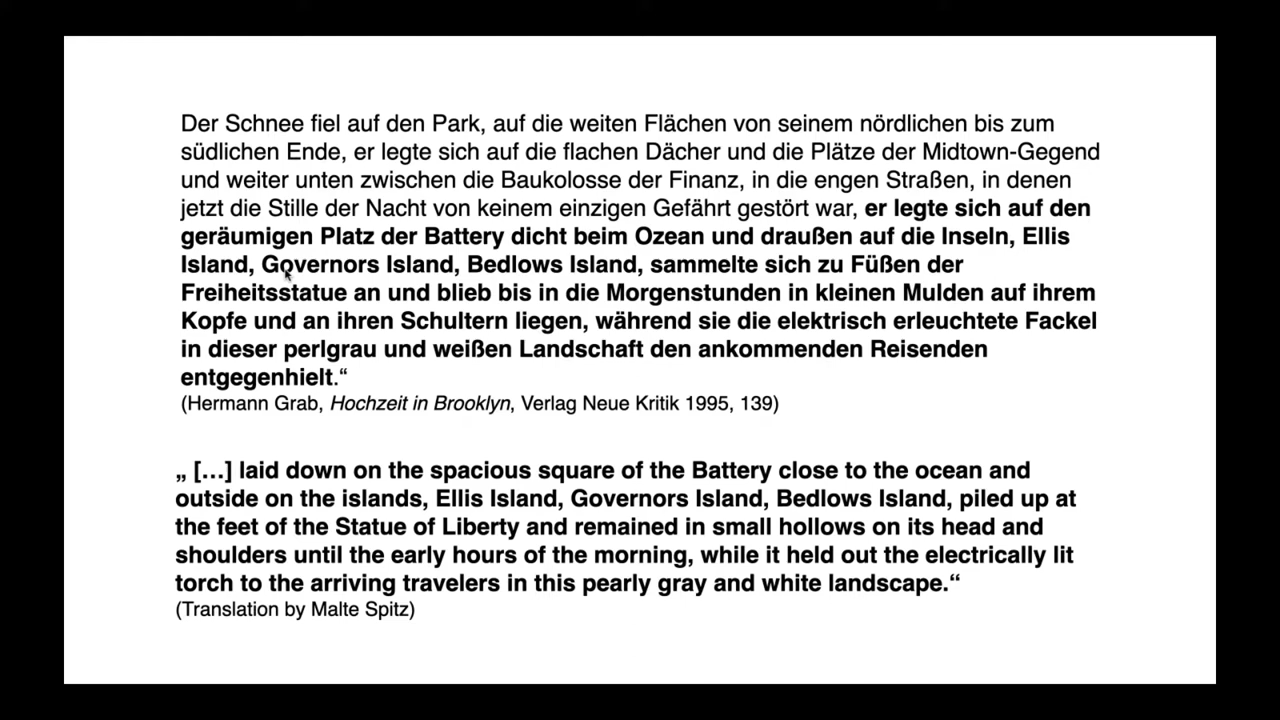 Der Schnee fiel auf den Park, auf die weiten Flächen von seinem nördlichen bis zum
südlichen Ende, er legte sich auf die flachen Dächer und die Plätze der Midtown-Gegend
und weiter unten zwischen die Baukolosse der Finanz, in die engen Straßen, in denen
jetzt die Stille der Nacht von keinem einzigen Gefährt gestört war, er legte sich auf den
geräumigen Platz der Battery dicht beim Ozean und draußen auf die Inseln, Ellis
Island, Governors Island, Bedlows Island, sammelte sich zu Füßen der
Freiheitsstatue an und blieb bis in die Morgenstunden in kleinen Mulden auf ihrem
Kopfe und an ihren Schultern liegen, während sie die elektrisch erleuchtete Fackel
in dieser perlgrau und weißen Landschaft den ankommenden Reisenden
entgegenhielt.“
(Hermann Grab, Hochzeit in Brooklyn, Verlag Neue Kritik 1995, 139)
„ […] laid down on the spacious square of the Battery close to the ocean and
outside on the islands, Ellis Island, Governors Island, Bedlows Island, piled up at
the feet of the Statue of Liberty and remained in small hollows on its head and
shoulders until the early hours of the morning, while it held out the electrically lit
torch to the arriving travelers in this pearly gray and white landscape.“
(Translation by Malte Spitz)